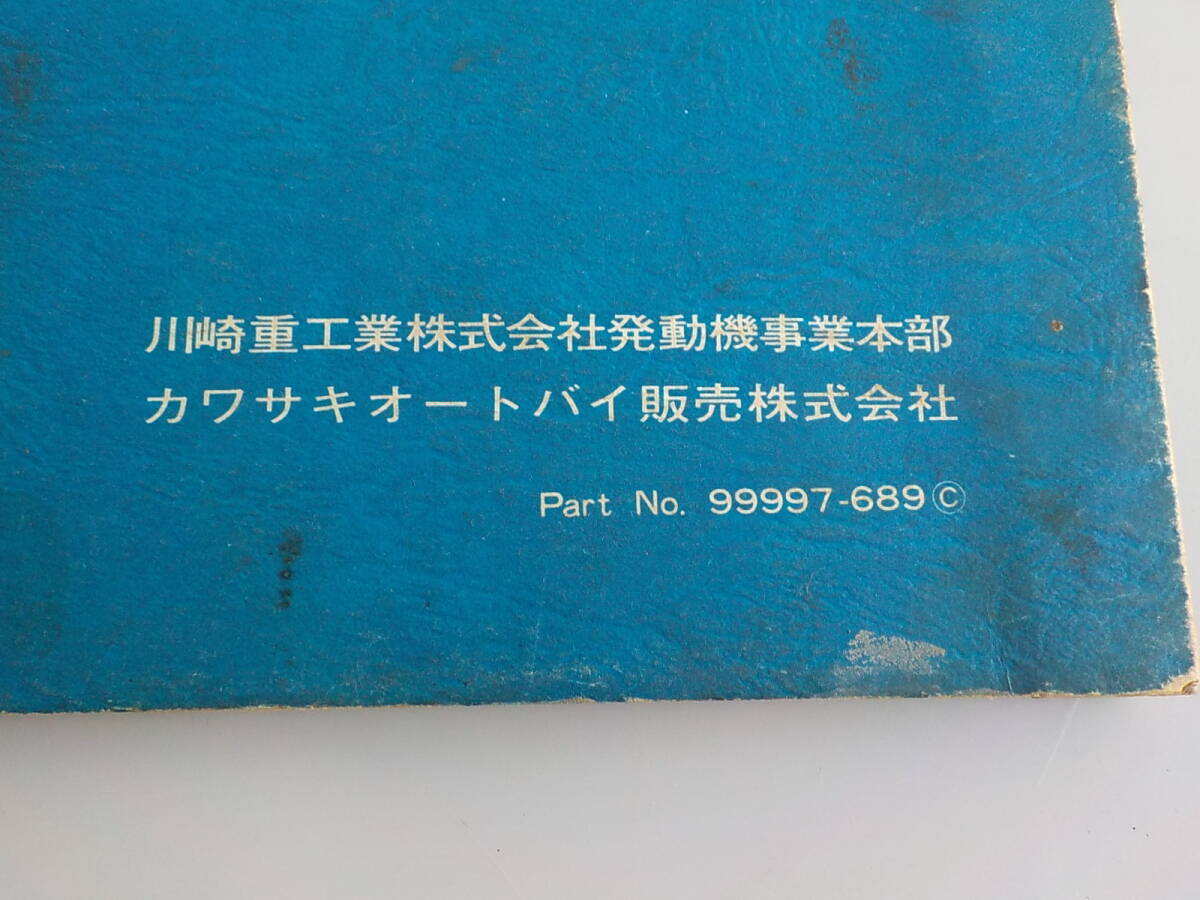 川崎重工業株式会社発動機事業本部
カワサキオートバイ販売株式会社
Part No. 99997-689Ⓒ